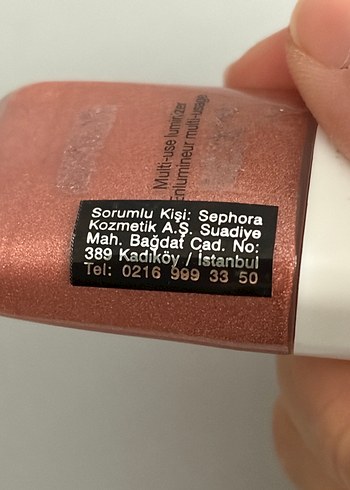 Multi-use luminizer
Enlumineur multi-usage
Sorumlu Kişi: Sephora
Kozmetik A.Ş. Suadiye
Mah. Bağdat Cad. No:
389 Kadıköy / İstanbul
Tel: 0216 999 33 50